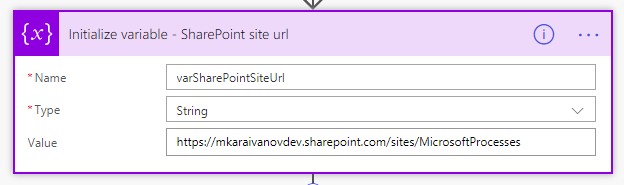 {x} Initialize variable - SharePoint site url
* Name varSharePointSiteUrl
* Type String
Value https://mkaraivanovdev.sharepoint.com/sites/MicrosoftProcesses